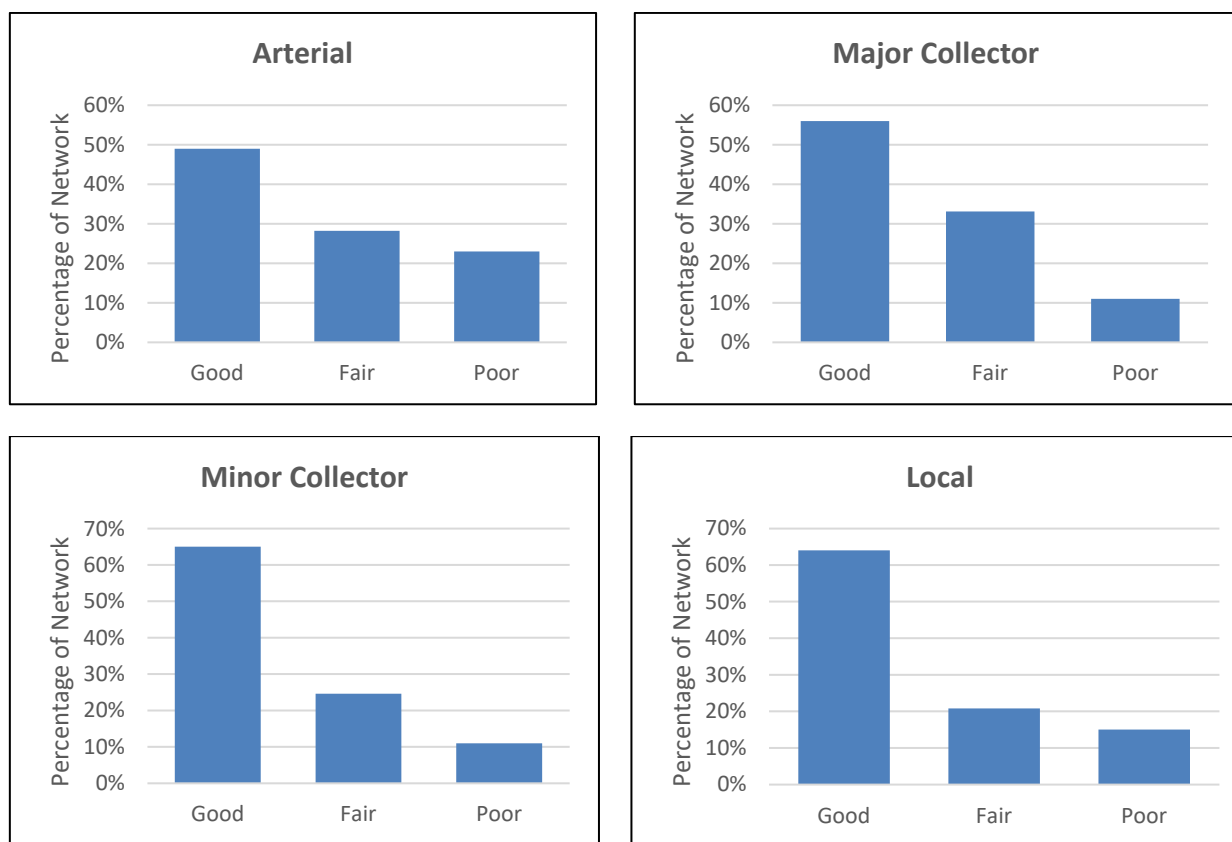 Arterial
Percentage of Network
60%
50%
40%
30%
20%
10%
0%
Good Fair Poor
Major Collector
Percentage of Network
60%
50%
40%
30%
20%
10%
0%
Good Fair Poor
Minor Collector
Percentage of Network
70%
60%
50%
40%
30%
20%
10%
0%
Good Fair Poor
Local
Percentage of Network
70%
60%
50%
40%
30%
20%
10%
0%
Good Fair Poor